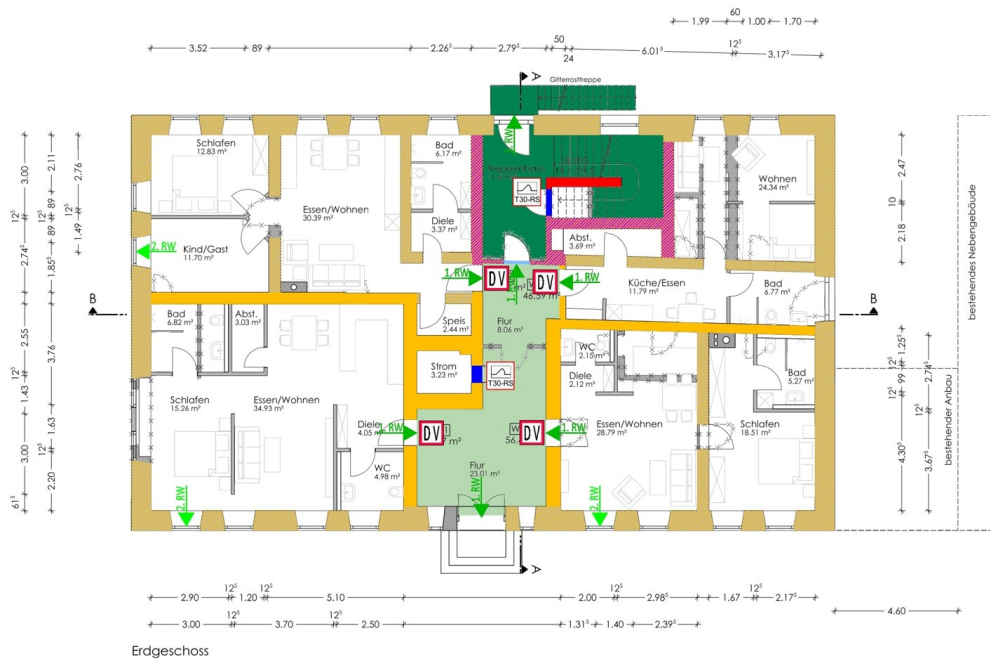 60
1.99
1.00
1.70
50
12⁵
3.52
89
2.26⁵
2.79⁵
24
6.01⁵
3.17⁵
A
Gitterrosttreppe
Schlafen
12.83 m²
Bad
6.17 m²
2. RW
Essen/Wohnen
30.39 m²
Wohnen
24.34 m²
T30-RS
Diele
3.37 m²
Kind/Gast
11.70 m²
2. RW
Abst.
3.69 m²
1. RW
DV
1. RW
DV
1. RW
46.59 m²
Küche/Essen
11.79 m²
Bad
6.77 m²
B
B
Speis
2.44 m²
Flur
8.06 m²
Bad
6.82 m²
Abst.
3.03 m²
WC
2.15 m²
Strom
3.23 m²
T30-RS
Diele
2.12 m²
Bad
5.27 m²
Schlafen
15.26 m²
Essen/Wohnen
34.93 m²
Diele
4.05 m²
1. RW
DV
DV
1. RW
Essen/Wohnen
28.79 m²
Schlafen
18.51 m²
WC
4.98 m²
Flur
23.01 m²
2. RW
1. RW
2. RW
A
3.00
2.11
2.76
12⁵
89
89
12⁵
1.49
2.74⁵
1.85⁵
12⁵
2.55
3.76
12⁵
1.43
1.63
3.00
12⁵
2.20
61⁵
2.47
10
2.18
12⁵
1.25⁵
12⁵
99
2.74⁵
12⁵
4.30
3.67⁵
bestehendes Nebengebäude
bestehender Anbau
12⁵
12⁵
12⁵
12⁵
2.90
1.20
5.10
2.00
2.98⁵
1.67
2.17⁵
4.60
12⁵
12⁵
3.00
3.70
2.50
1.31⁵
1.40
2.39⁵
Erdgeschoss